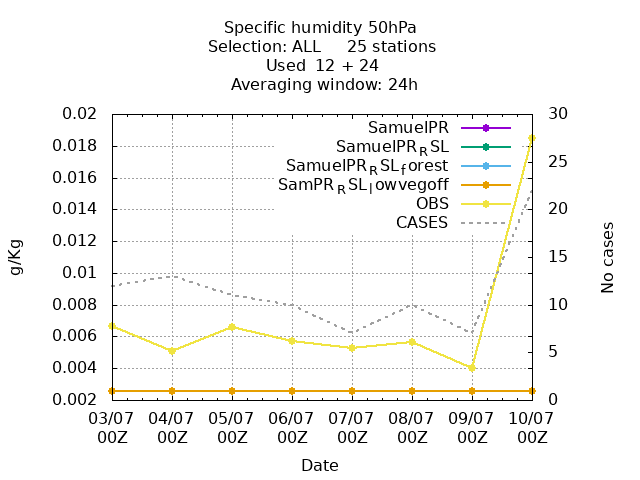 Specific humidity 50hPa
Selection: ALL     25 stations
Used  12 + 24
Averaging window: 24h
0.02
0.018
0.016
0.014
0.012
0.01
0.008
0.006
0.004
0.002
g/Kg
30
25
20
15
10
5
0
No cases
SamuelPR
SamuelPR_RSL
SamuelPR_RSL_forest
SamPR_RSL_lowvegoff
OBS
CASES
03/07 04/07 05/07 06/07 07/07 08/07 09/07 10/07
00Z 00Z 00Z 00Z 00Z 00Z 00Z 00Z
Date